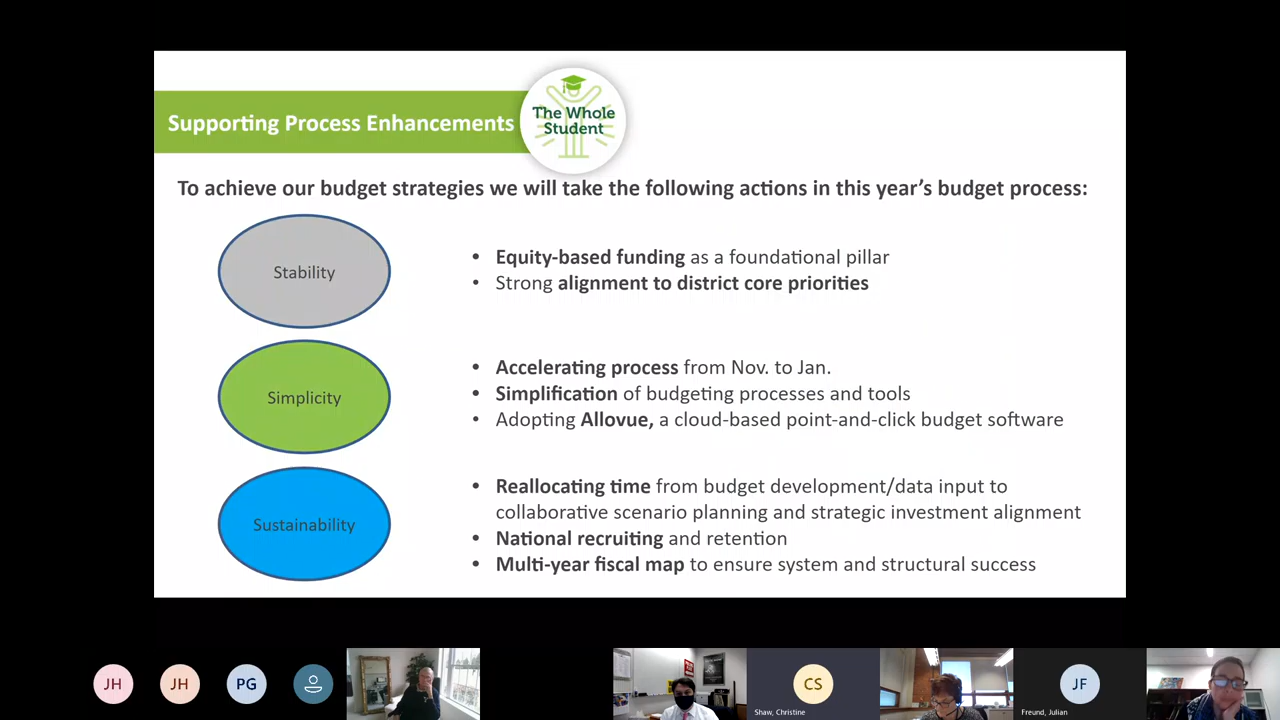 Supporting Process Enhancements
The Whole
Student
To achieve our budget strategies we will take the following actions in this year's budget process:
Stability
• Equity-based funding as a foundational pillar
• Strong alignment to district core priorities
Simplicity
• Accelerating process from Nov. to Jan.
• Simplification of budgeting processes and tools
• Adopting Allovue, a cloud-based point-and-click budget software
Sustainability
• Reallocating time from budget development/data input to
collaborative scenario planning and strategic investment alignment
• National recruiting and retention
• Multi-year fiscal map to ensure system and structural success
JH
JH
PG
CS
Shaw, Christine
JF
Freund, Julian